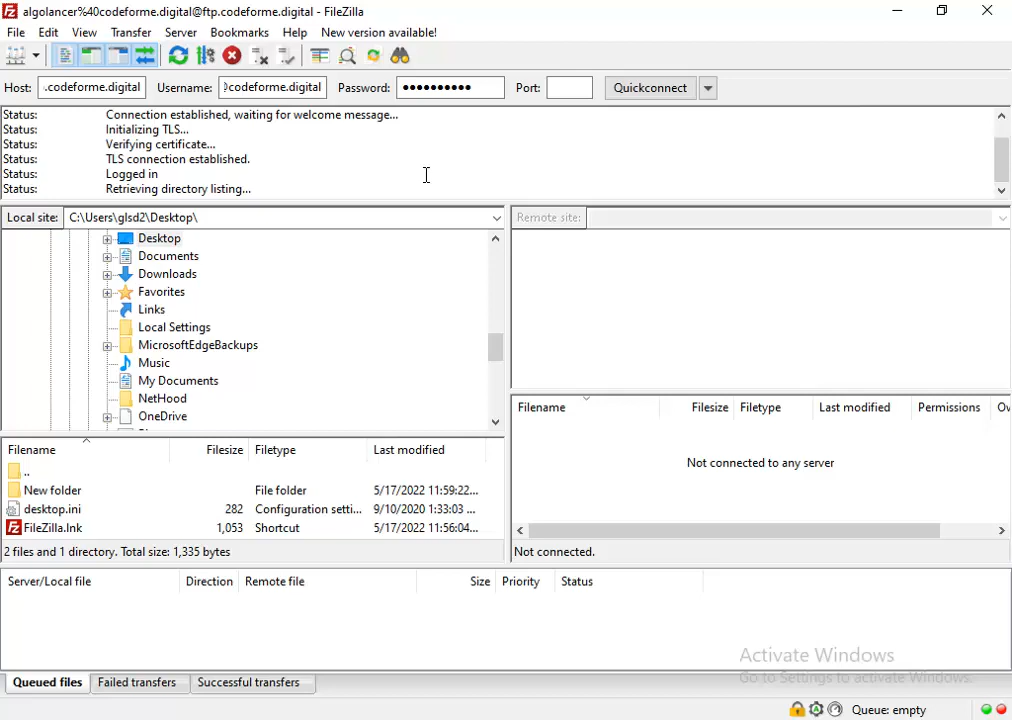 algolancer%40codeforme.digital@ftp.codeforme.digital - FileZilla
File Edit View Transfer Server Bookmarks Help New version available!
Host: .codeforme.digital Username: codeforme.digital Password: •••••••••• Port: Quickconnect
Status: Connection established, waiting for welcome message...
Status: Initializing TLS...
Status: Verifying certificate...
Status: TLS connection established.
Status: Logged in
Status: Retrieving directory listing...
Local site: C:\Users\glsd2\Desktop\
Desktop
Documents
Downloads
Favorites
Links
Local Settings
MicrosoftEdgeBackups
Music
My Documents
NetHood
OneDrive
Filename Filesize Filetype Last modified
..
New folder File folder 5/17/2022 11:59:22...
desktop.ini 282 Configuration setti... 9/10/2020 1:33:03 ...
FileZilla.lnk 1,053 Shortcut 5/17/2022 11:56:04...
2 files and 1 directory. Total size: 1,335 bytes
Remote site:
Filename Filesize Filetype Last modified Permissions Ov
Not connected to any server
Not connected.
Server/Local file Direction Remote file Size Priority Status
Queued files Failed transfers Successful transfers
Activate Windows
Go to Settings to activate Windows.
Queue: empty